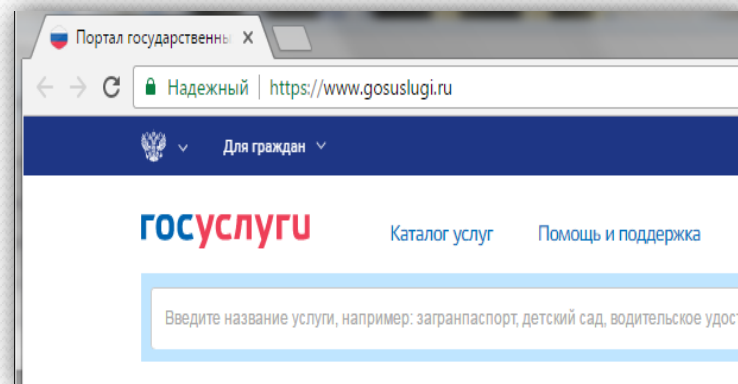 Портал государственны
Надежный https://www.gosuslugi.ru
Для граждан
госуслуги Каталог услуг Помощь и поддержка
Введите название услуги, например: загранпаспорт, детский сад, водительское удос